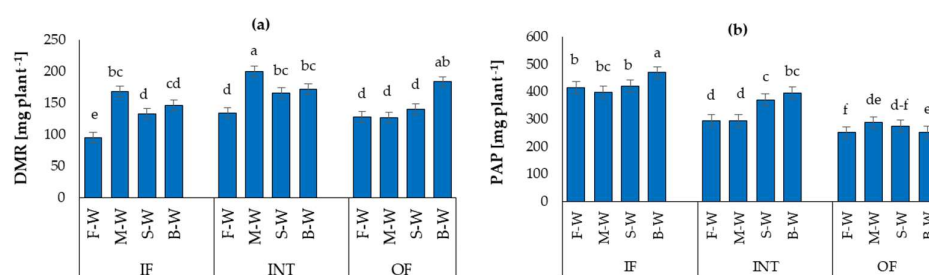 (a)
DMR [mg plant⁻¹]
250
200
150
100
50
0
e bc d cd d a bc bc d d d ab
F-W M-W S-W B-W F-W M-W S-W B-W F-W M-W S-W B-W
IF INT OF
(b)
PAP [mg plant⁻¹]
600
500
400
300
200
100
0
b bc b a d d c bc f de d-f e
F-W M-W S-W B-W F-W M-W S-W B-W F-W M-W S-W B-W
IF INT OF